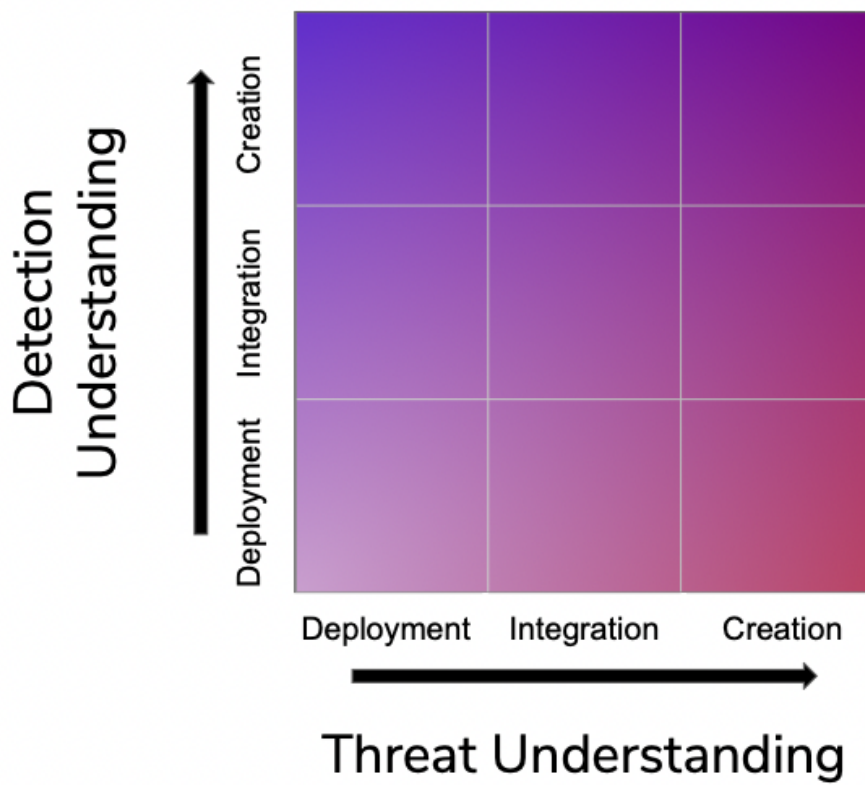 Detection
Understanding
Creation
Integration
Deployment
Deployment
Integration
Creation
Threat Understanding